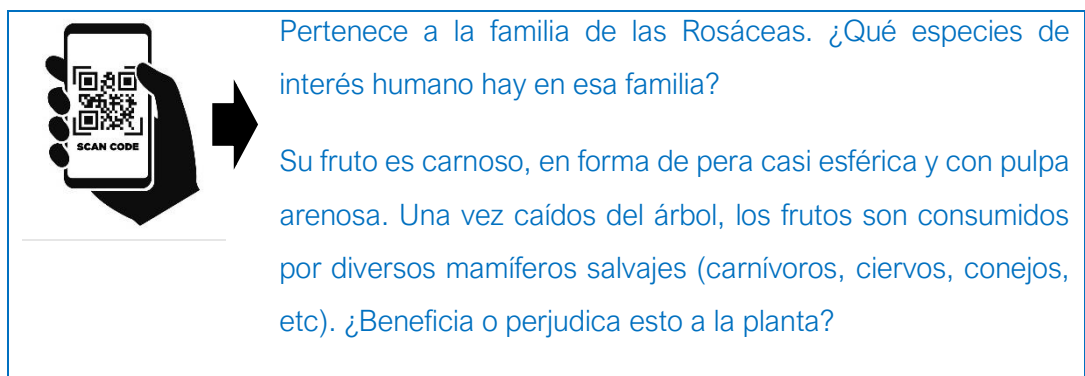 SCAN CODE
Pertenece a la familia de las Rosáceas. ¿Qué especies de
interés humano hay en esa familia?
Su fruto es carnoso, en forma de pera casi esférica y con pulpa
arenosa. Una vez caídos del árbol, los frutos son consumidos
por diversos mamíferos salvajes (carnívoros, ciervos, conejos,
etc). ¿Beneficia o perjudica esto a la planta?